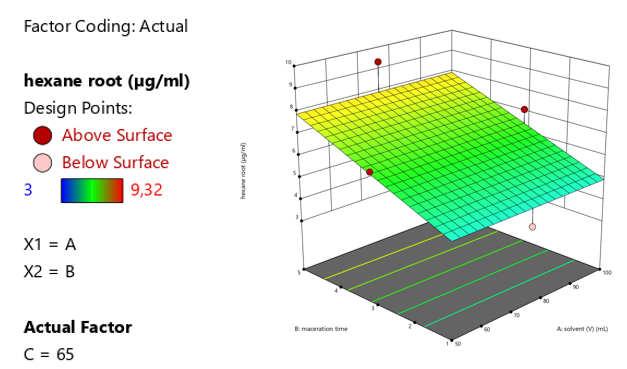 Factor Coding: Actual
hexane root (µg/ml)
Design Points:
Above Surface
Below Surface
3 9,32
X1 = A
X2 = B
Actual Factor
C = 65
hexane root (µg/ml)
10
9
8
7
6
5
4
3
5
4
3
2
1
50
60
70
80
90
100
B: maceration time
A: solvent (V) (mL)